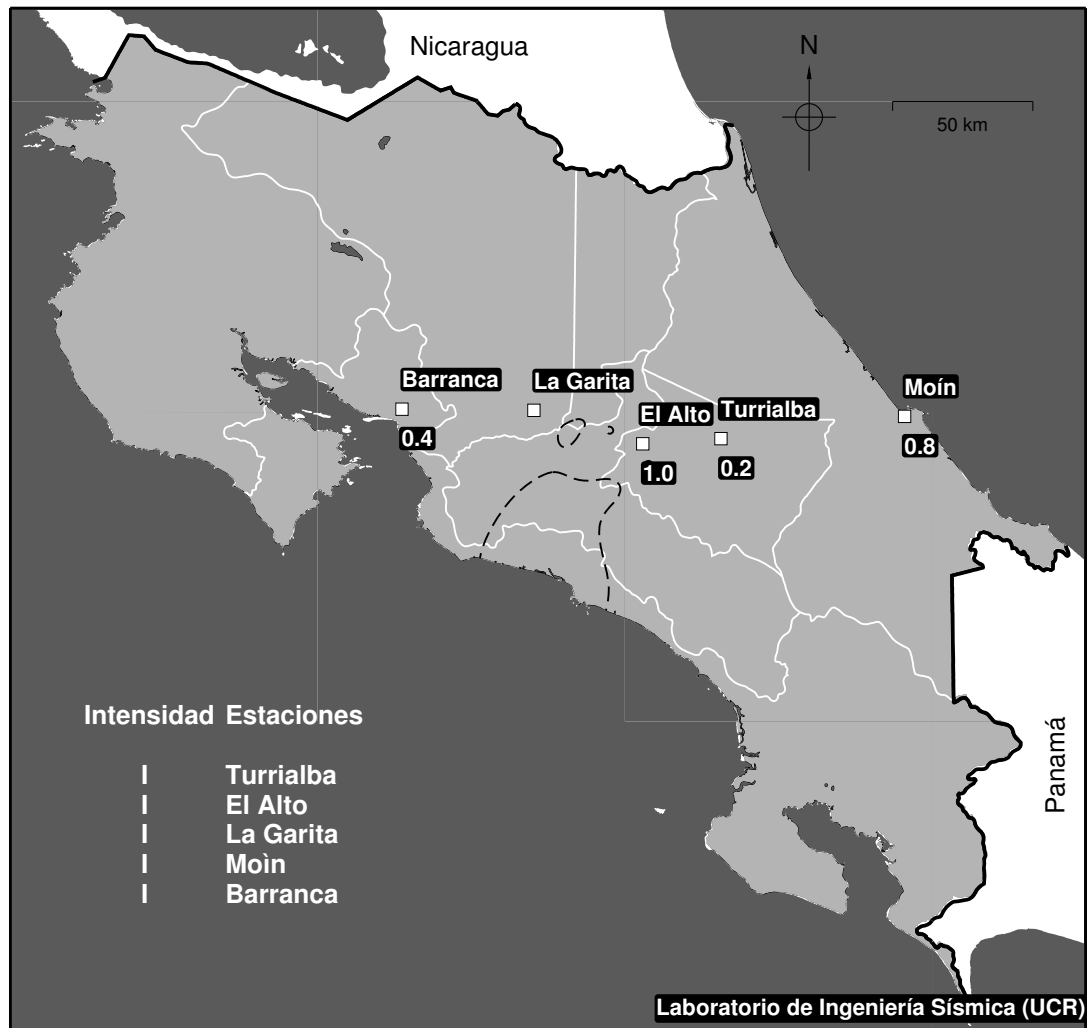 Nicaragua
N
50 km
Barranca
La Garita
Moín
El Alto
Turrialba
0.4
0.8
1.0
0.2
Intensidad Estaciones
I Turrialba
I El Alto
I La Garita
I Moìn
I Barranca
Panamá
Laboratorio de Ingeniería Sísmica (UCR)